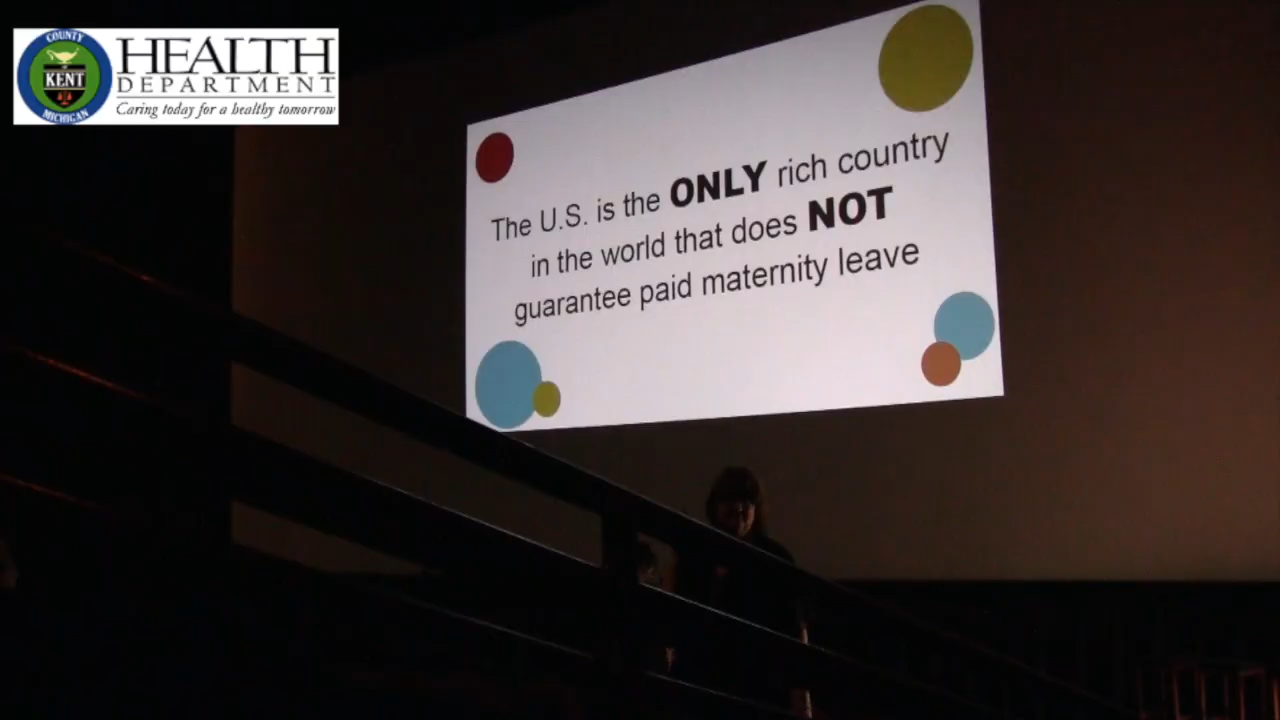 COUNTY
KENT
MICHIGAN
HEALTH
DEPARTMENT
Caring today for a healthy tomorrow
The U.S. is the ONLY rich country
in the world that does NOT
guarantee paid maternity leave